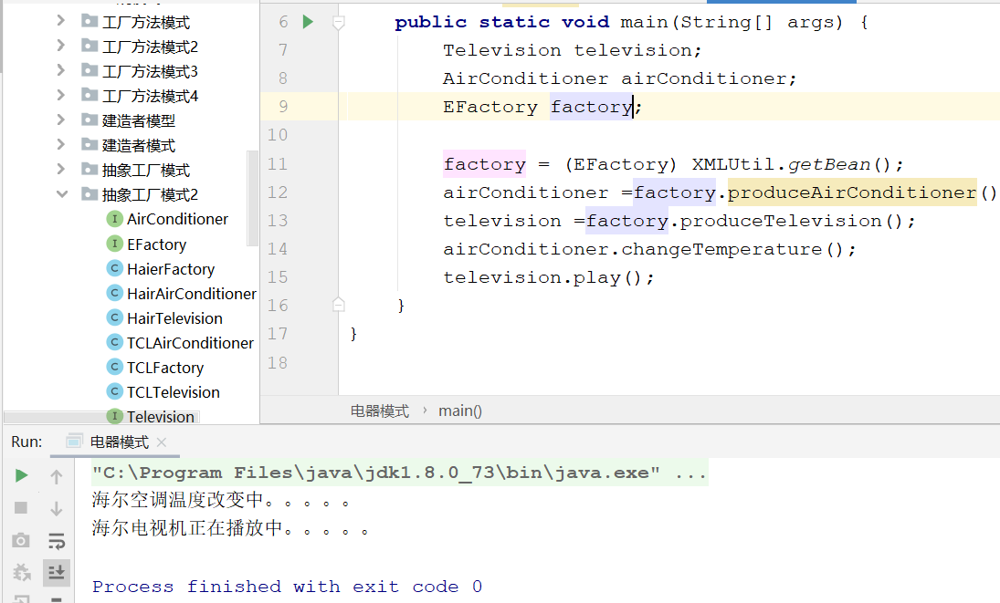 工厂方法模式
工厂方法模式2
工厂方法模式3
工厂方法模式4
建造者模型
建造者模式
抽象工厂模式
抽象工厂模式2
I AirConditioner
I EFactory
C HaierFactory
C HairAirConditioner
C HairTelevision
C TCLAirConditioner
C TCLFactory
C TCLTelevision
I Television
6 public static void main(String[] args) {
7 Television television;
8 AirConditioner airConditioner;
9 EFactory factory;
10
11 factory = (EFactory) XMLUtil.getBean();
12 airConditioner =factory.produceAirConditioner()
13 television =factory.produceTelevision();
14 airConditioner.changeTemperature();
15 television.play();
16 }
17 }
18
电器模式 › main()
Run: 电器模式 ×
"C:\Program Files\java\jdk1.8.0_73\bin\java.exe" ...
海尔空调温度改变中。。。。。
海尔电视机正在播放中。。。。。
Process finished with exit code 0